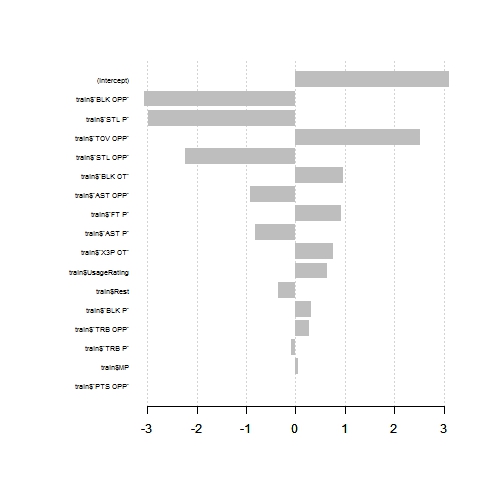 (Intercept)
train$`BLK OPP`
train$`STL P`
train$`TOV OPP`
train$`STL OPP`
train$`BLK OT`
train$`AST OPP`
train$`FT P`
train$`AST P`
train$`X3P OT`
train$UsageRating
train$Rest
train$`BLK P`
train$`TRB OPP`
train$`TRB P`
train$MP
train$`PTS OPP`
-3 -2 -1 0 1 2 3